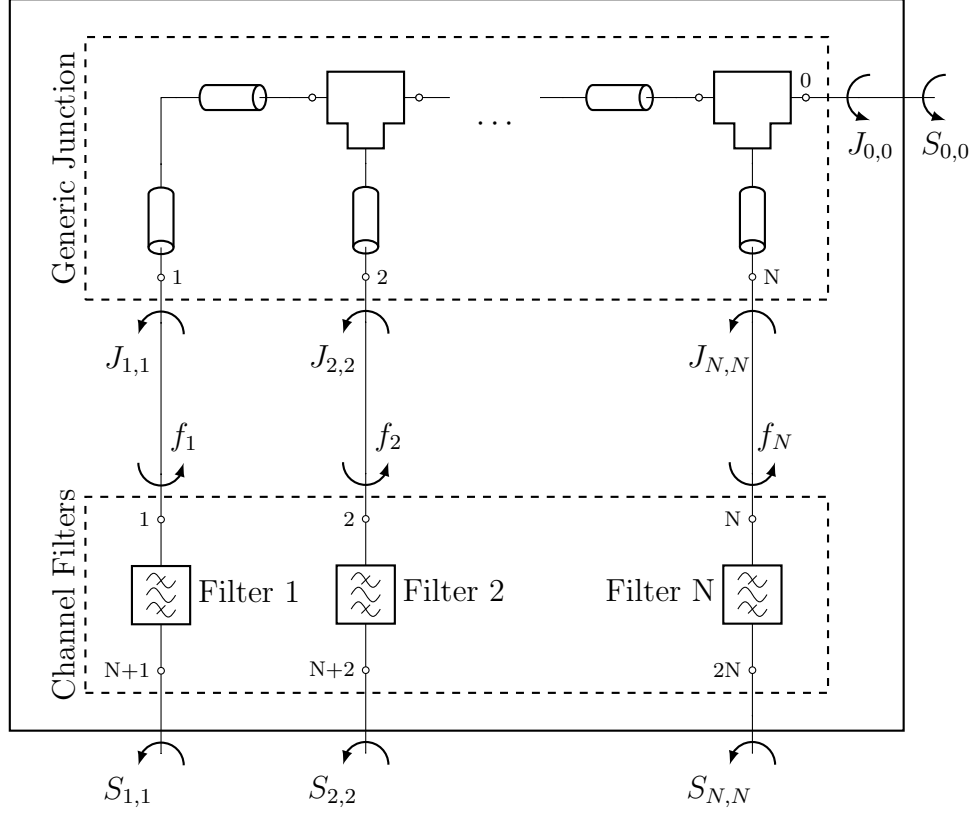 Generic Junction
0
. . .
J_{0,0}
S_{0,0}
1
2
N
J_{1,1}
J_{2,2}
J_{N,N}
f_1
f_2
f_N
Channel Filters
1
2
N
Filter 1
Filter 2
Filter N
N+1
N+2
2N
S_{1,1}
S_{2,2}
S_{N,N}